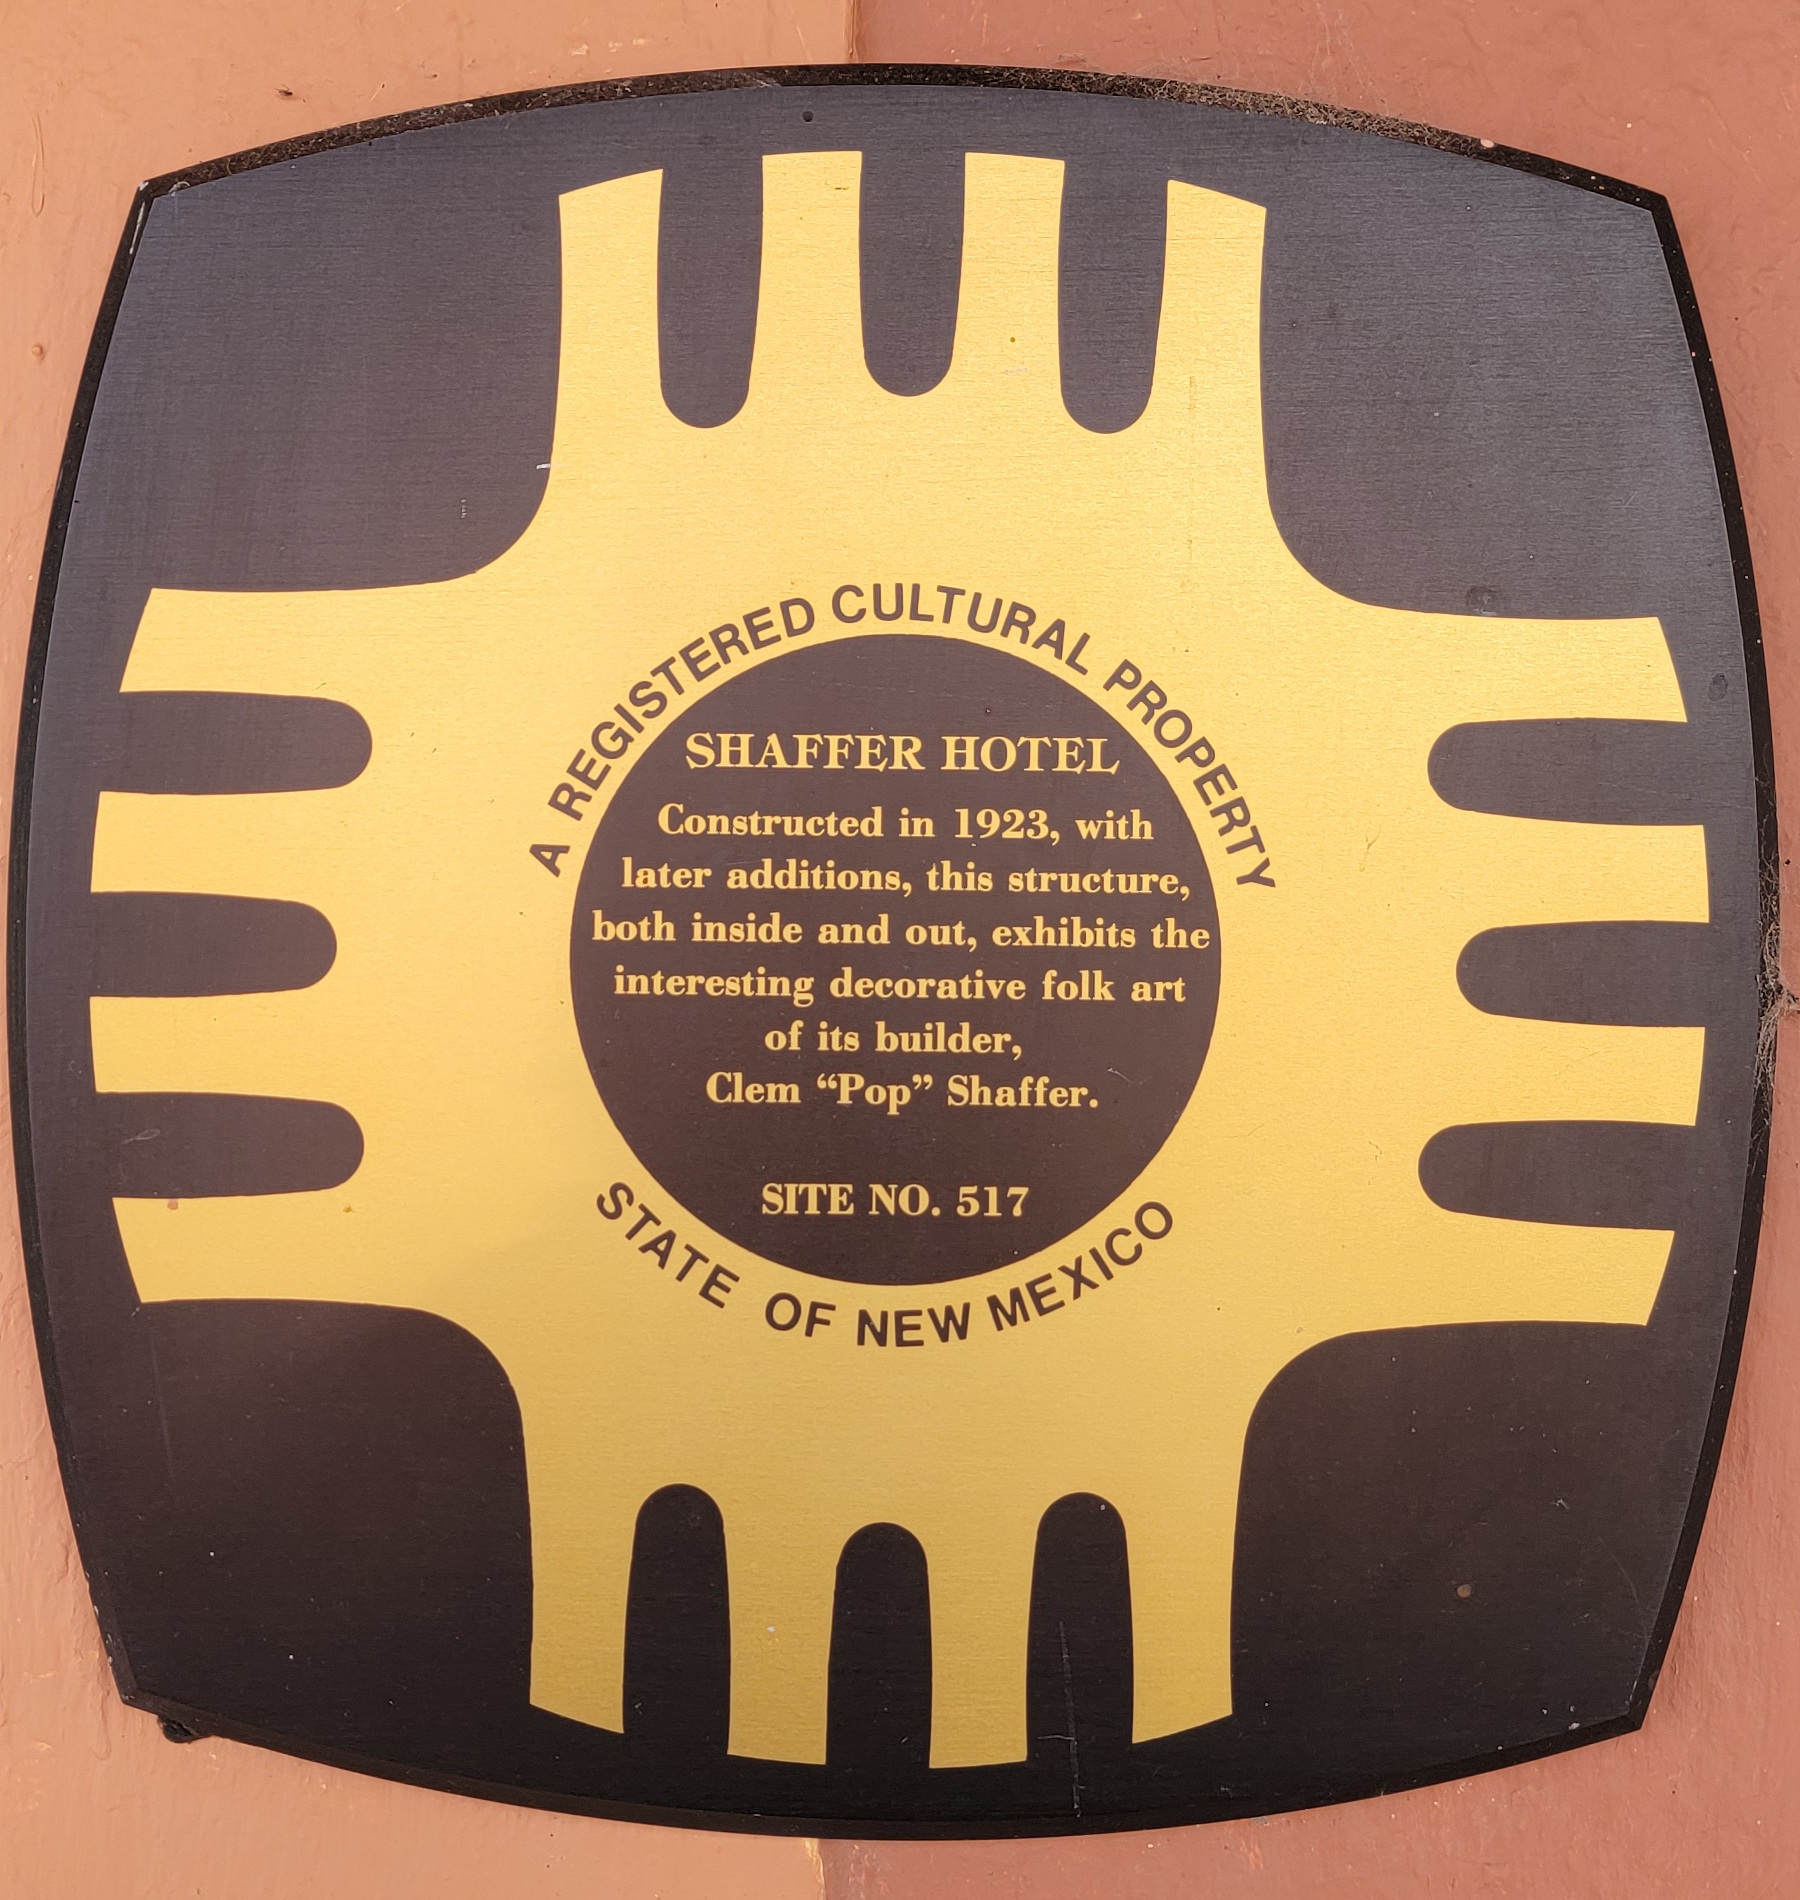 A REGISTERED CULTURAL PROPERTY
SHAFFER HOTEL
Constructed in 1923, with
later additions, this structure,
both inside and out, exhibits the
interesting decorative folk art
of its builder,
Clem “Pop” Shaffer.
SITE NO. 517
STATE OF NEW MEXICO